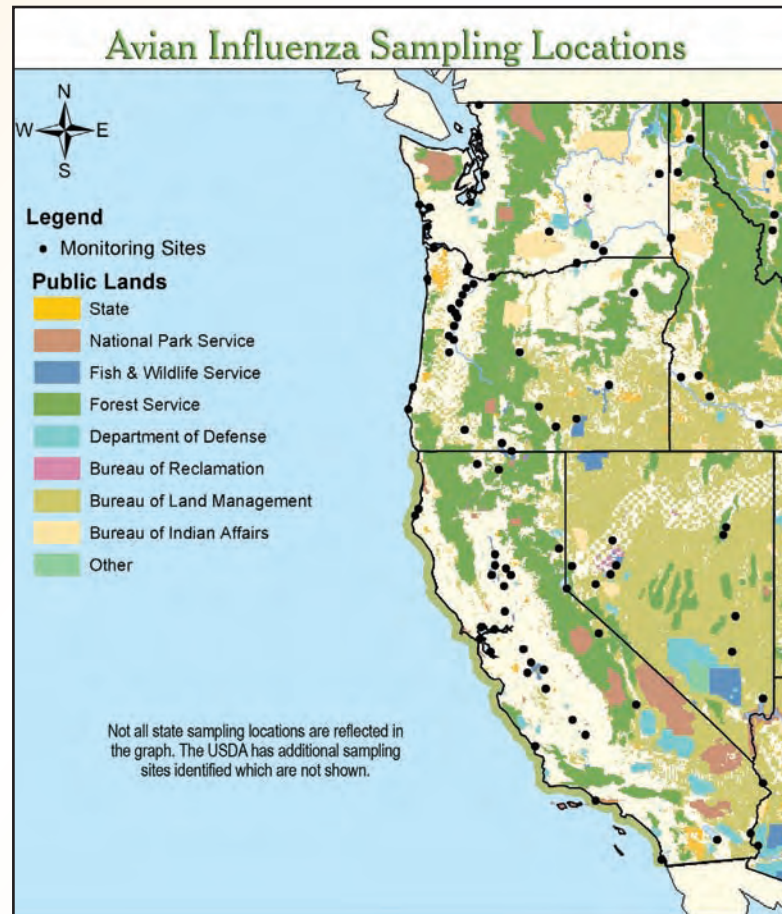 Avian Influenza Sampling Locations
N
W E
S
Legend
Monitoring Sites
Public Lands
State
National Park Service
Fish & Wildlife Service
Forest Service
Department of Defense
Bureau of Reclamation
Bureau of Land Management
Bureau of Indian Affairs
Other
Not all state sampling locations are reflected in
the graph. The USDA has additional sampling
sites identified which are not shown.